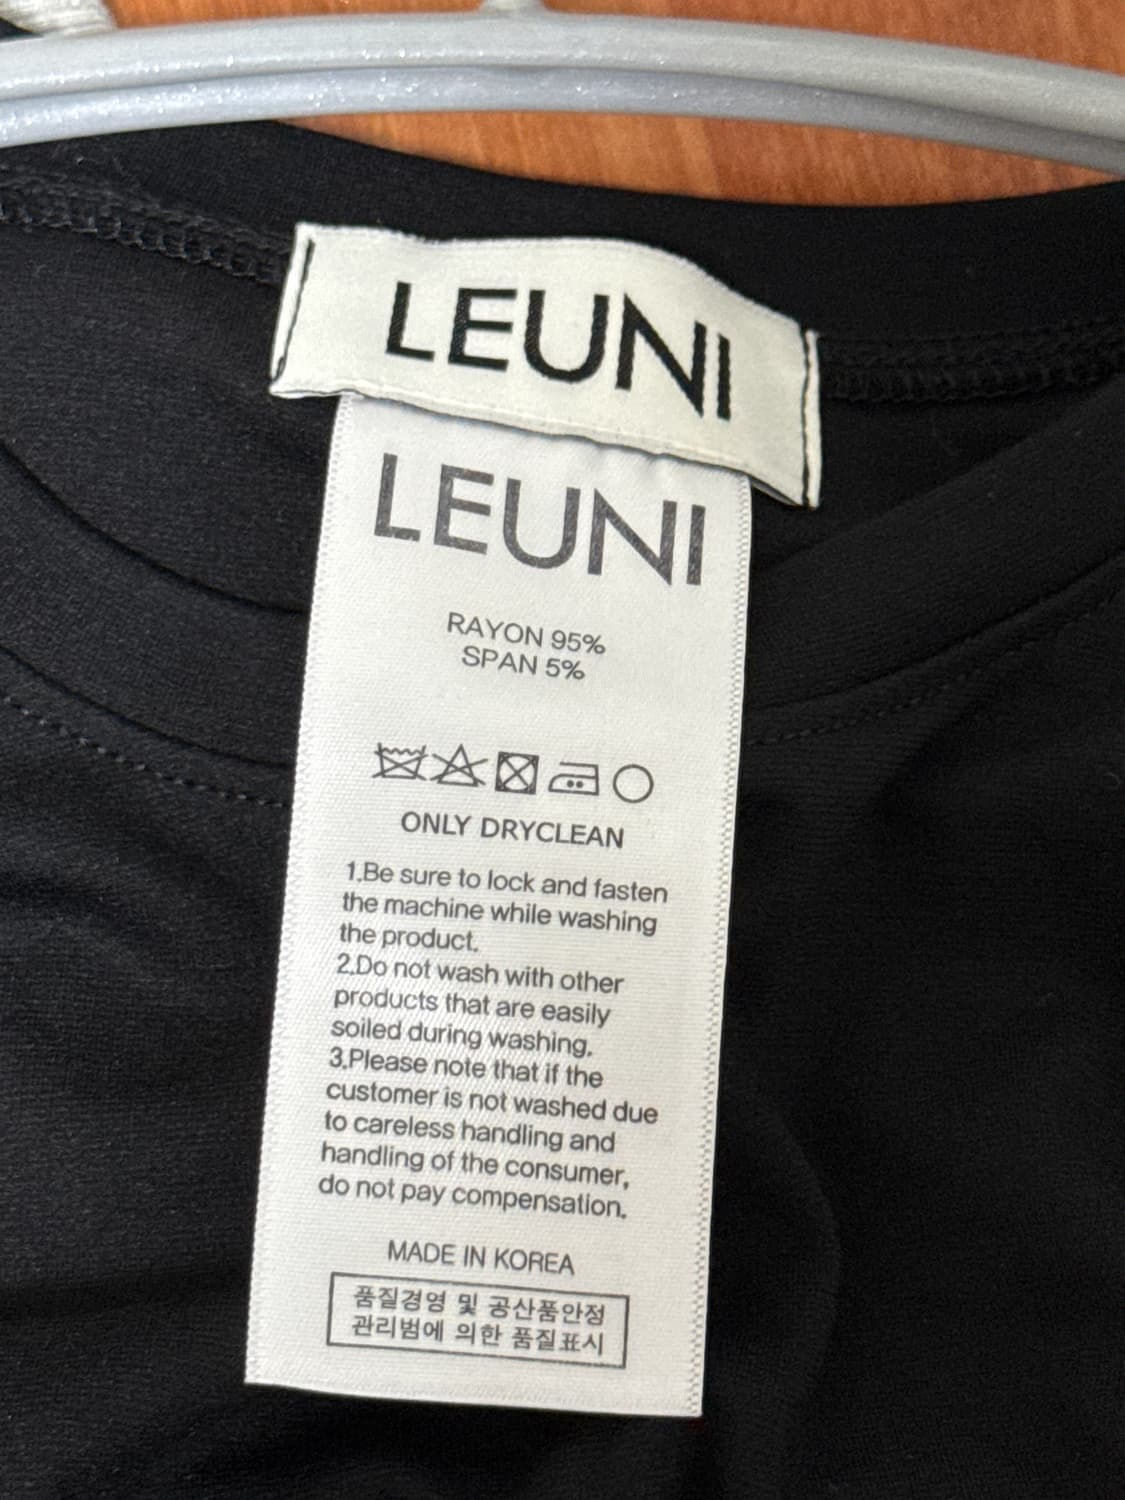 LEUNI
LEUNI
RAYON 95%
SPAN 5%
ONLY DRYCLEAN
1.Be sure to lock and fasten
the machine while washing
the product.
2.Do not wash with other
products that are easily
soiled during washing.
3.Please note that if the
customer is not washed due
to careless handling and
handling of the consumer,
do not pay compensation.
MADE IN KOREA
품질경영 및 공산품안정
관리범에 의한 품질표시